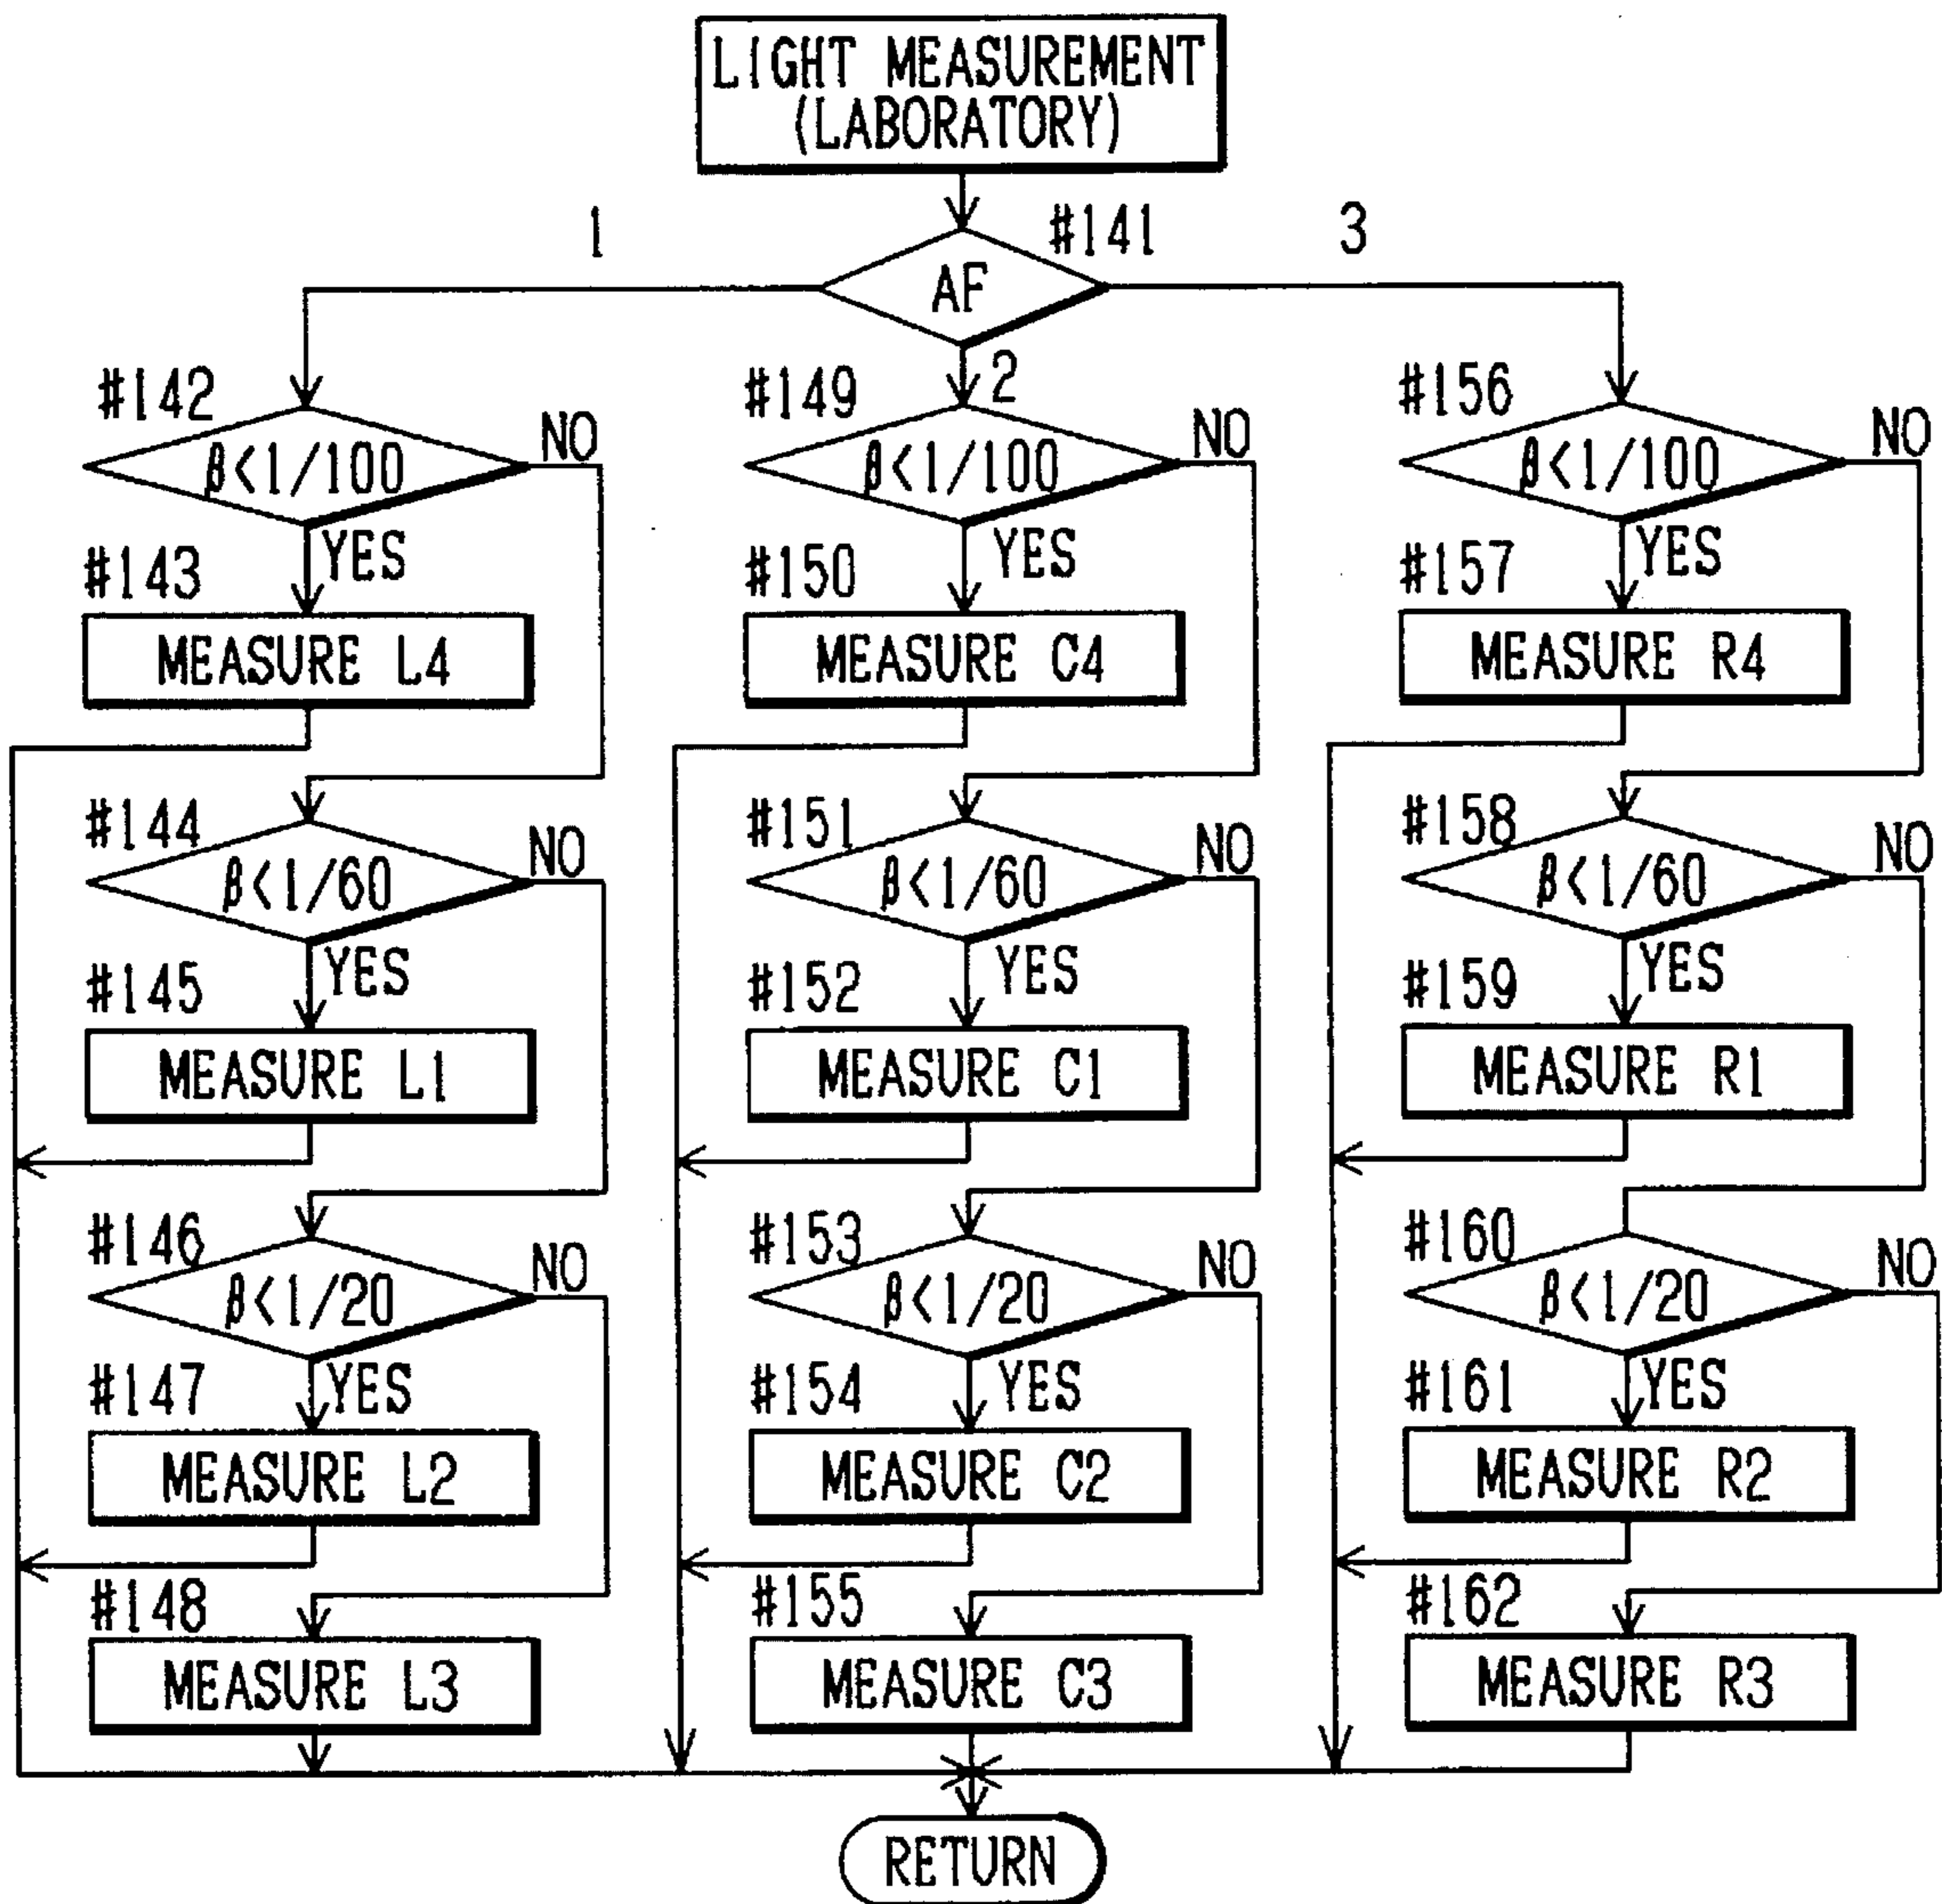 LIGHT MEASUREMENT
(LABORATORY)
1
#141
3
AF
2
#142
β<1/100
NO
YES
#143
MEASURE L4
#144
β<1/60
NO
YES
#145
MEASURE L1
#146
β<1/20
NO
YES
#147
MEASURE L2
#148
MEASURE L3
#149
β<1/100
NO
YES
#150
MEASURE C4
#151
β<1/60
NO
YES
#152
MEASURE C1
#153
β<1/20
NO
YES
#154
MEASURE C2
#155
MEASURE C3
#156
β<1/100
NO
YES
#157
MEASURE R4
#158
β<1/60
NO
YES
#159
MEASURE R1
#160
β<1/20
NO
YES
#161
MEASURE R2
#162
MEASURE R3
RETURN